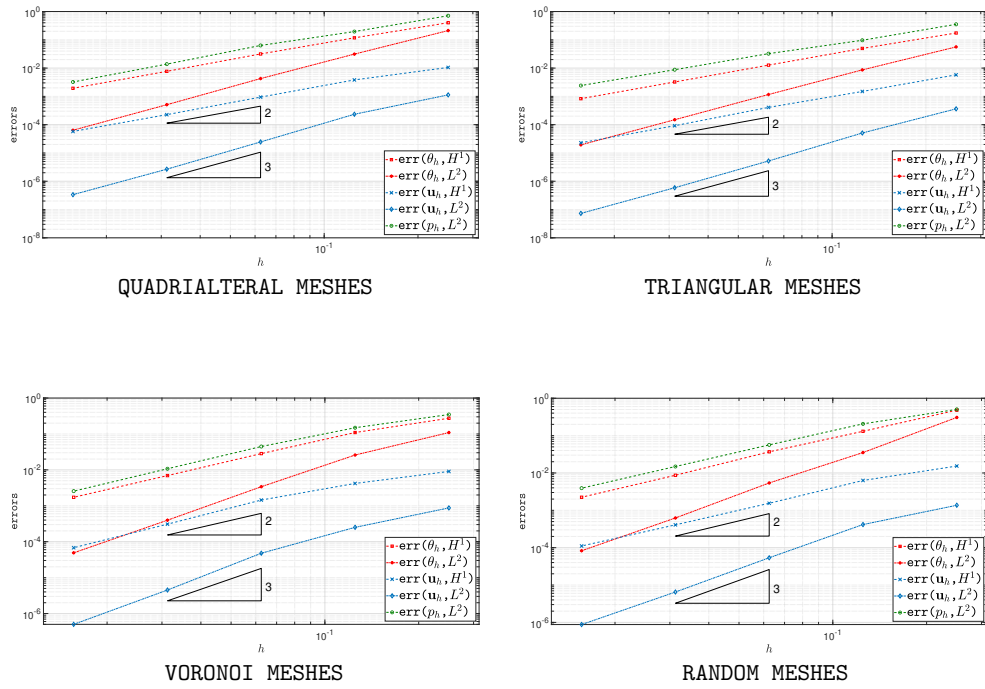 10^0
10^-2
10^-4
10^-6
10^-8
errors
10^-1
h
2
3
err(θ_h, H^1)
err(θ_h, L^2)
err(u_h, H^1)
err(u_h, L^2)
err(p_h, L^2)
QUADRIALTERAL MESHES
10^0
10^-2
10^-4
10^-6
10^-8
errors
10^-1
h
2
3
err(θ_h, H^1)
err(θ_h, L^2)
err(u_h, H^1)
err(u_h, L^2)
err(p_h, L^2)
TRIANGULAR MESHES
10^0
10^-2
10^-4
10^-6
errors
10^-1
h
2
3
err(θ_h, H^1)
err(θ_h, L^2)
err(u_h, H^1)
err(u_h, L^2)
err(p_h, L^2)
VORONOI MESHES
10^0
10^-2
10^-4
10^-6
errors
10^-1
h
2
3
err(θ_h, H^1)
err(θ_h, L^2)
err(u_h, H^1)
err(u_h, L^2)
err(p_h, L^2)
RANDOM MESHES